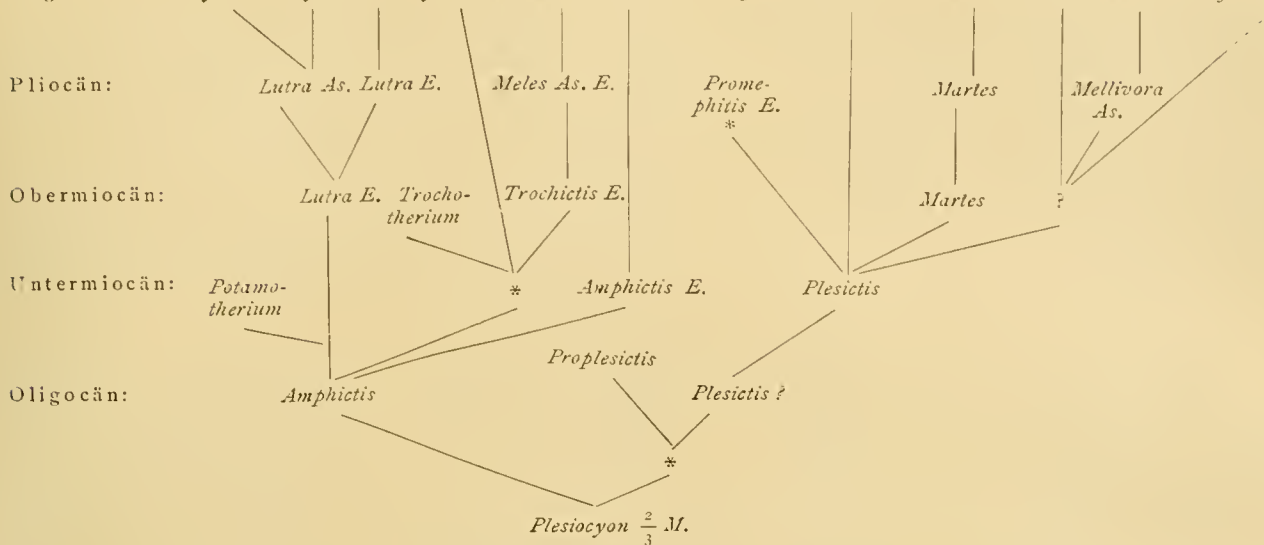 Pliocän: Lutra As. Lutra E. Meles As. E. Prome- Martes Mellivora
phitis E. As.
*
Obermiocän: Lutra E. Trocho- Trochictis E. Martes ?
therium
Untermiocän: Potamo- * Amphictis E. Plesictis
therium
Proplesictis
Oligocän: Amphictis Plesictis ?
*
Plesiocyon 2/3 M.